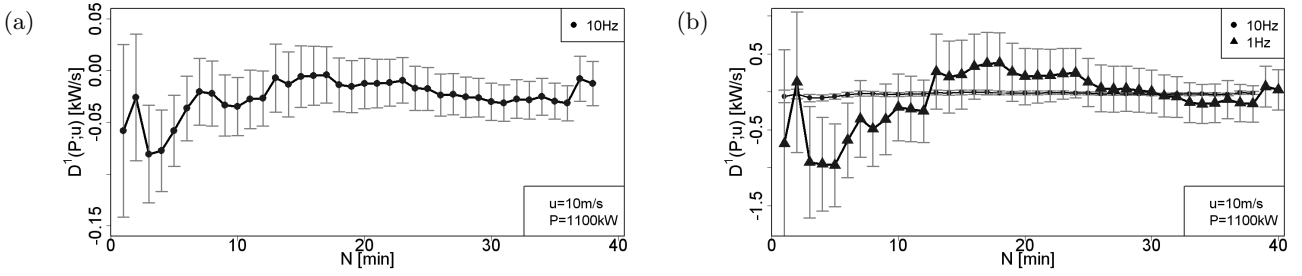 (a)
0.05
0.00
-0.05
-0.15
D¹(P;u) [kW/s]
10Hz
u=10m/s
P=1100kW
0
10
20
30
40
N [min]
(b)
0.5
-0.5
-1.5
D¹(P;u) [kW/s]
10Hz
1Hz
u=10m/s
P=1100kW
0
10
20
30
40
N [min]